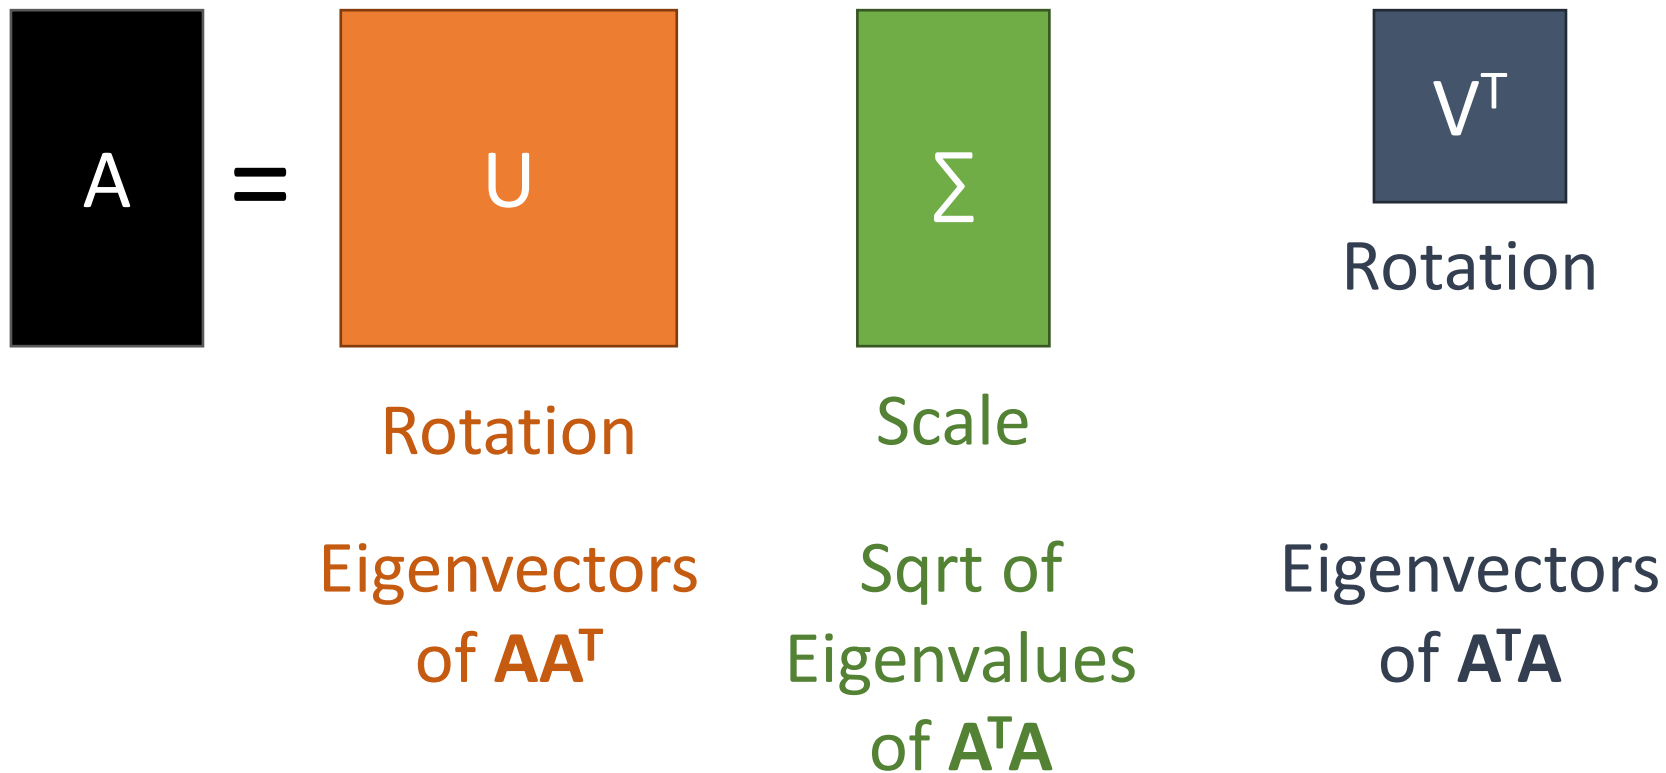 A = U ∑ Vᵀ
Rotation
Rotation Scale
Eigenvectors Sqrt of Eigenvectors
of AAᵀ Eigenvalues of AᵀA
of AᵀA